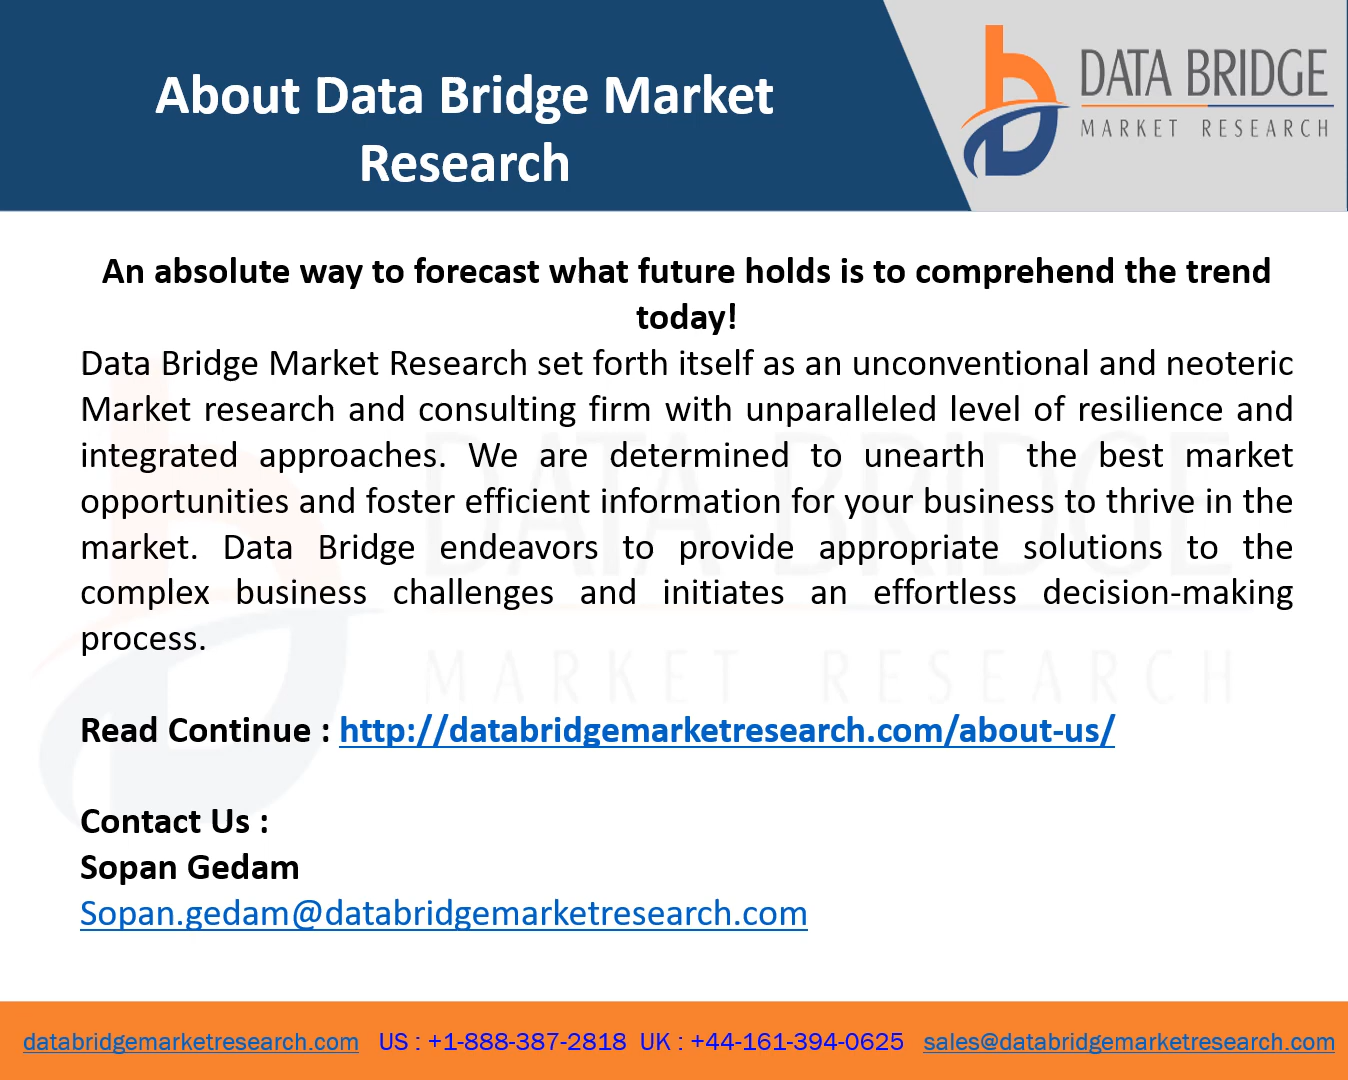 About Data Bridge Market
Research
DATA BRIDGE
MARKET RESEARCH
An absolute way to forecast what future holds is to comprehend the trend
today!
Data Bridge Market Research set forth itself as an unconventional and neoteric
Market research and consulting firm with unparalleled level of resilience and
integrated approaches. We are determined to unearth the best market
opportunities and foster efficient information for your business to thrive in the
market. Data Bridge endeavors to provide appropriate solutions to the
complex business challenges and initiates an effortless decision-making
process.
DATA BRIDGE
MARKET RESEARCH
Read Continue : http://databridgemarketresearch.com/about-us/
Contact Us :
Sopan Gedam
Sopan.gedam@databridgemarketresearch.com
databridgemarketresearch.com US : +1-888-387-2818 UK : +44-161-394-0625 sales@databridgemarketresearch.com